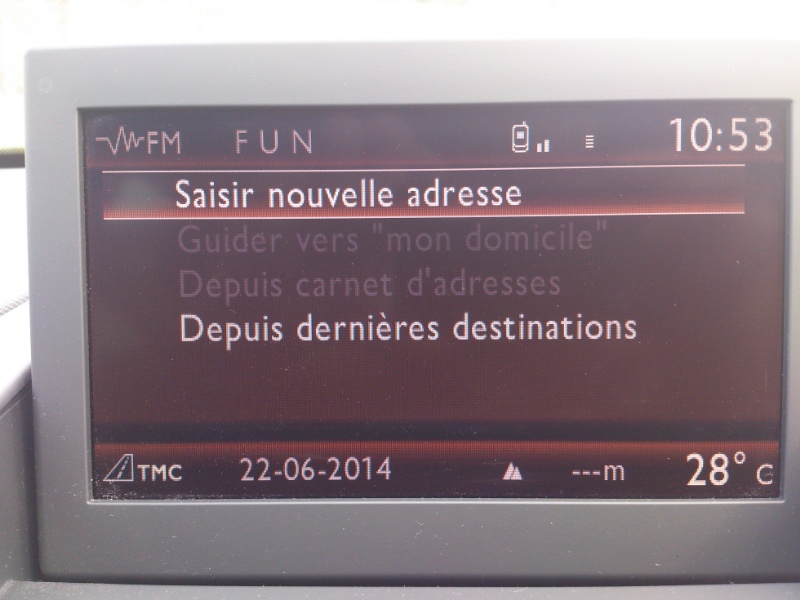 FM FUN 10:53
Saisir nouvelle adresse
Guider vers "mon domicile"
Depuis carnet d'adresses
Depuis dernières destinations
TMC 22-06-2014 ---m 28° C